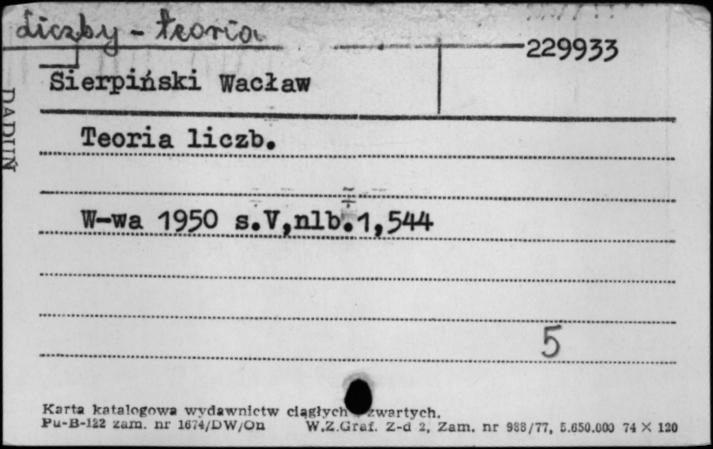 Liczby - teoria
229933
Sierpiński Wacław
DADUŃ
Teoria liczb.
W-wa 1950 s.V,nlb.1,544
5
Karta katalogowa wydawnictw ciągłych zwartych.
Pu-B-122 zam. nr 1674/DW/On W.Z.Graf. Z-d 2, Zam. nr 988/77, 5.650.000 74 X 120